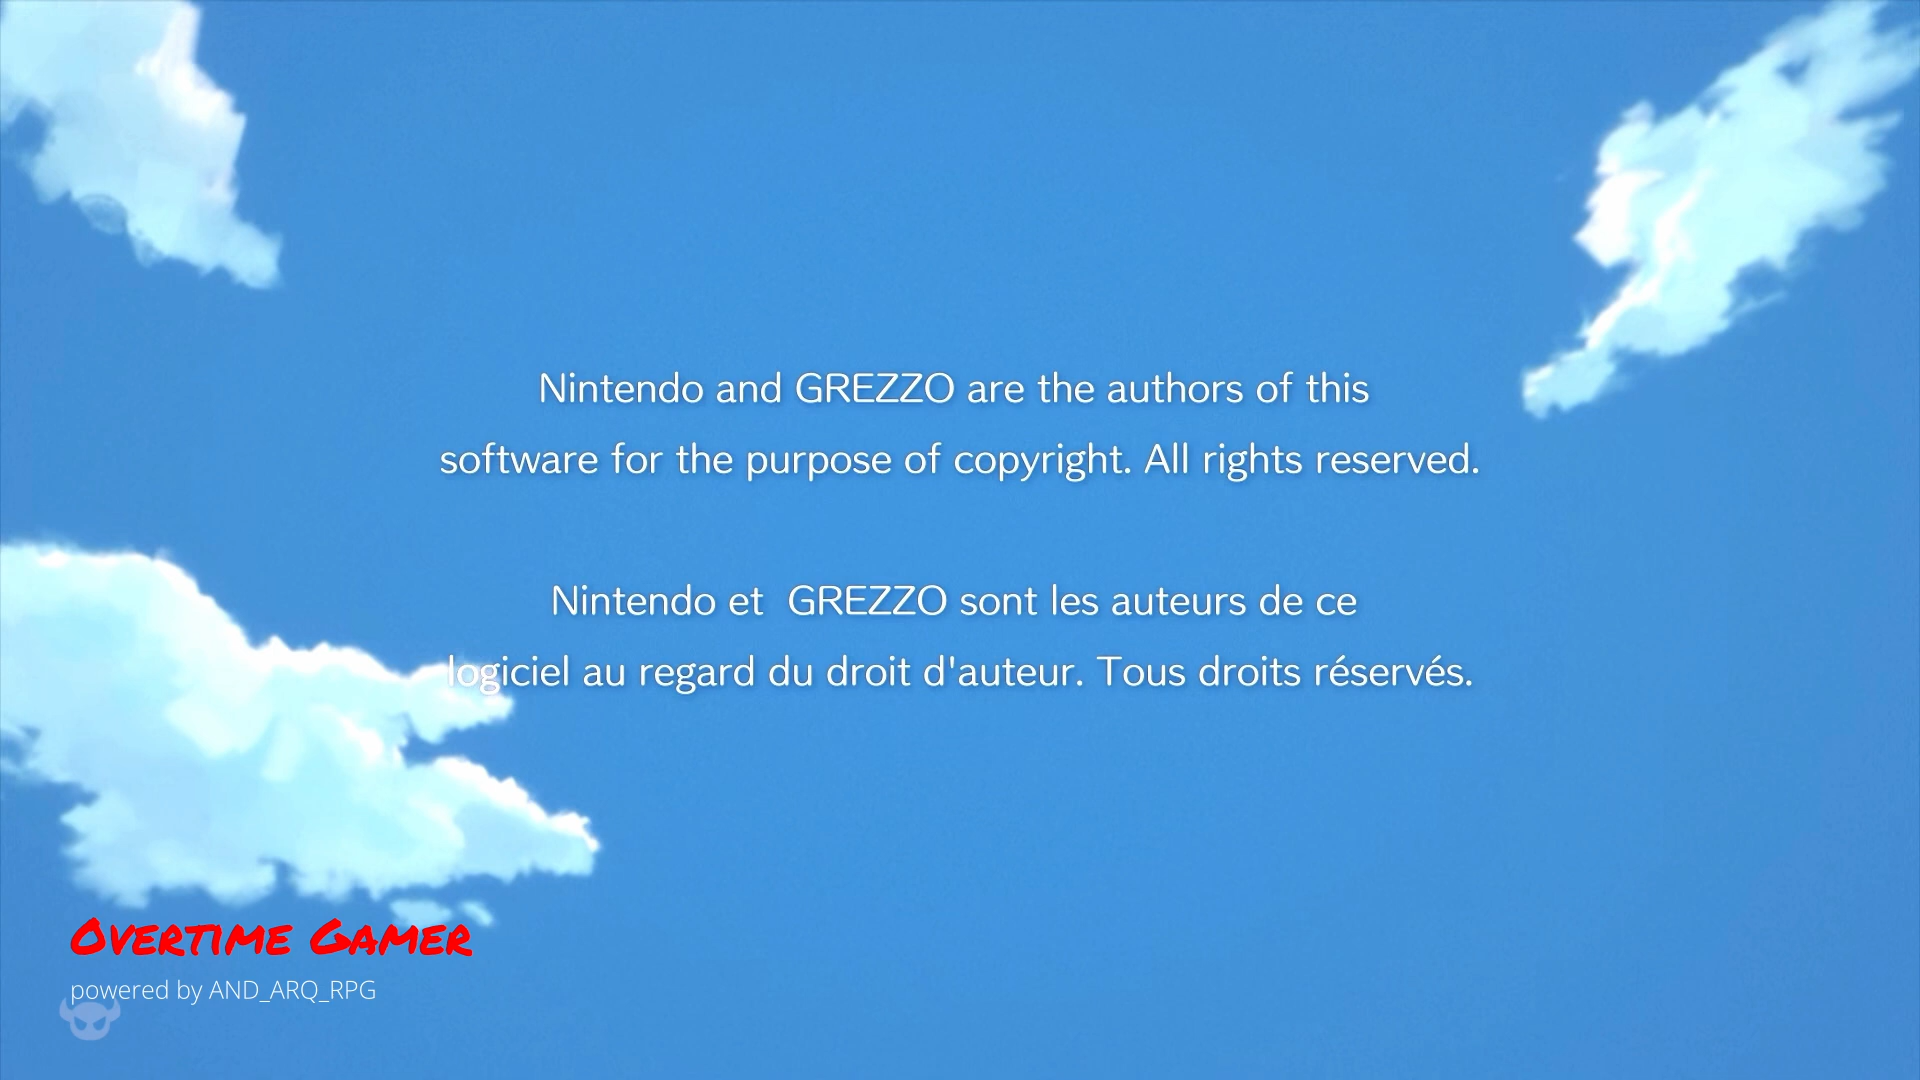 Nintendo and GREZZO are the authors of this
software for the purpose of copyright. All rights reserved.
Nintendo et  GREZZO sont les auteurs de ce
logiciel au regard du droit d'auteur. Tous droits réservés.
OVERTIME GAMER
powered by AND_ARQ_RPG